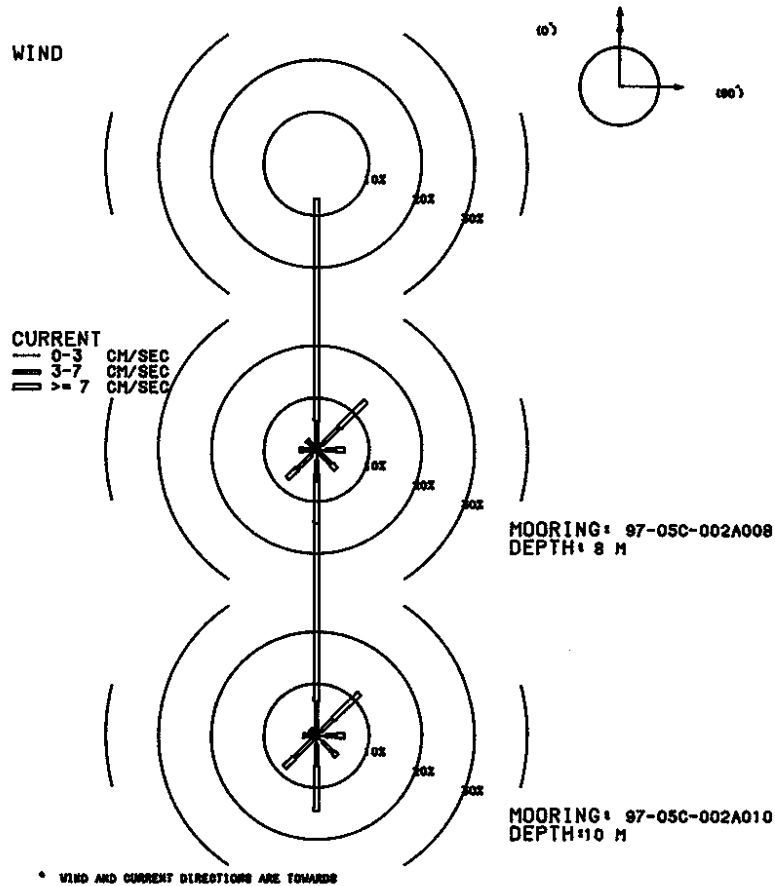 WIND
(0°)
(90°)
10%
20%
30%
CURRENT
0-3 CM/SEC
3-7 CM/SEC
>= 7 CM/SEC
10%
20%
30%
MOORING: 97-05C-002A008
DEPTH: 8 M
10%
20%
30%
MOORING: 97-05C-002A010
DEPTH:10 M
* WIND AND CURRENT DIRECTIONS ARE TOWARDS